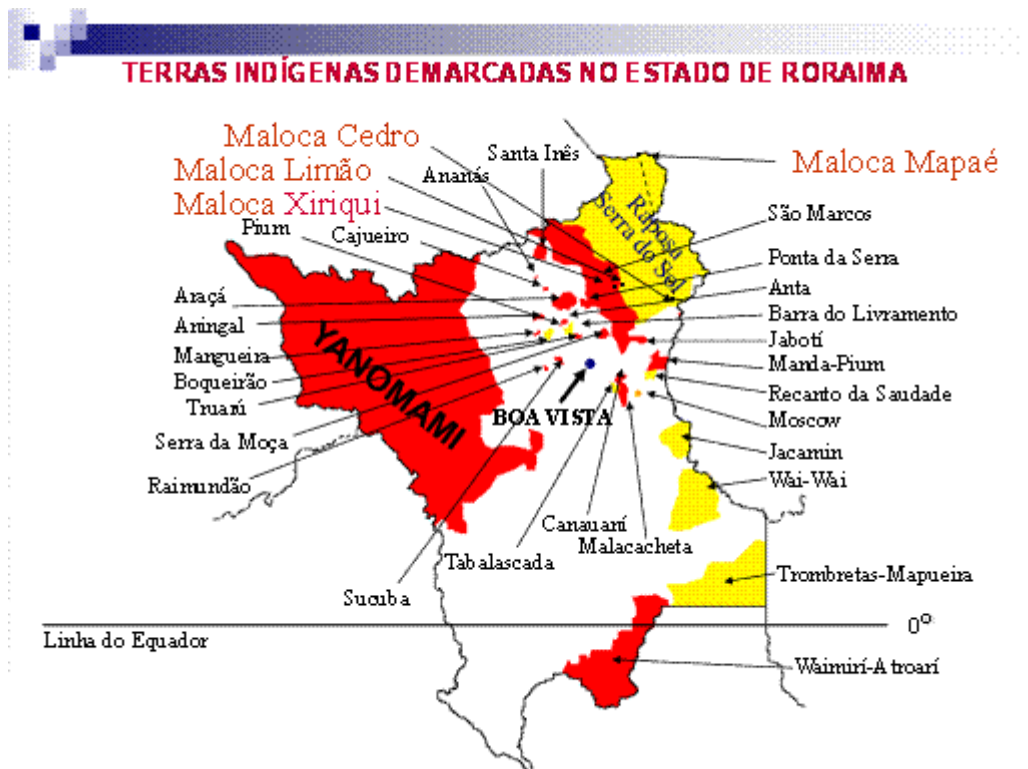 TERRAS INDÍGENAS DEMARCADAS NO ESTADO DE RORAIMA
Maloca Cedro
Maloca Limão
Maloca Xiriqui
Santa Inês
Ananás
Pium
Cajueiro
Maloca Mapaé
Raposa
Serra do Sol
São Marcos
Ponta da Serra
Anta
Barra do Livramento
Jabotí
Manda-Pium
Recanto da Saudade
Moscow
Jacamin
Wai-Wai
Araçá
Aningal
Mangueira
Boqueirão
Truarú
Serra da Moça
Raimundão
YANOMAMI
BOA VISTA
Canauaní
Malacacheta
Tabalascada
Sucuba
Trombretas-Mapueira
Linha do Equador
0º
Waimirí-Atroarí